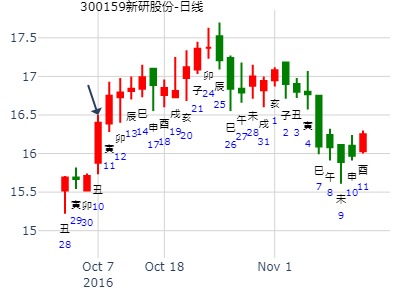 300159新研股份-日线
17.5
17
16.5
16
15.5
15
丑
28
寅
29
卯
30
丑
10
寅
11
卯
12
辰
13
巳
14
申
17
酉
18
戌
19
亥
20
子
21
卯
24
辰
25
巳
26
午
27
未
28
戌
31
亥
1
子
2
丑
3
寅
4
巳
7
午
8
未
9
申
10
酉
11
Oct 7
2016
Oct 18
Nov 1